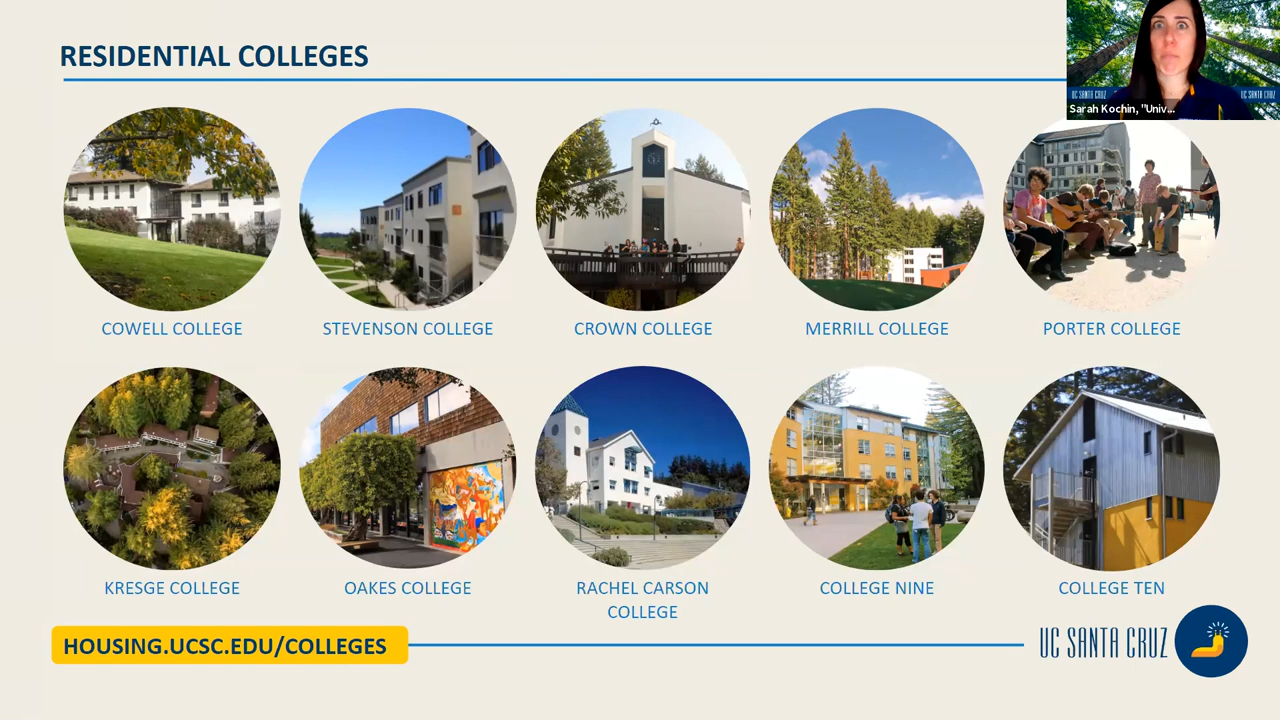 RESIDENTIAL COLLEGES
UC SANTA CRUZ
UC SANTA CRUZ
Sarah Kochin, "Univ...
COWELL COLLEGE
STEVENSON COLLEGE
CROWN COLLEGE
MERRILL COLLEGE
PORTER COLLEGE
KRESGE COLLEGE
OAKES COLLEGE
RACHEL CARSON
COLLEGE
COLLEGE NINE
COLLEGE TEN
HOUSING.UCSC.EDU/COLLEGES
UC SANTA CRUZ